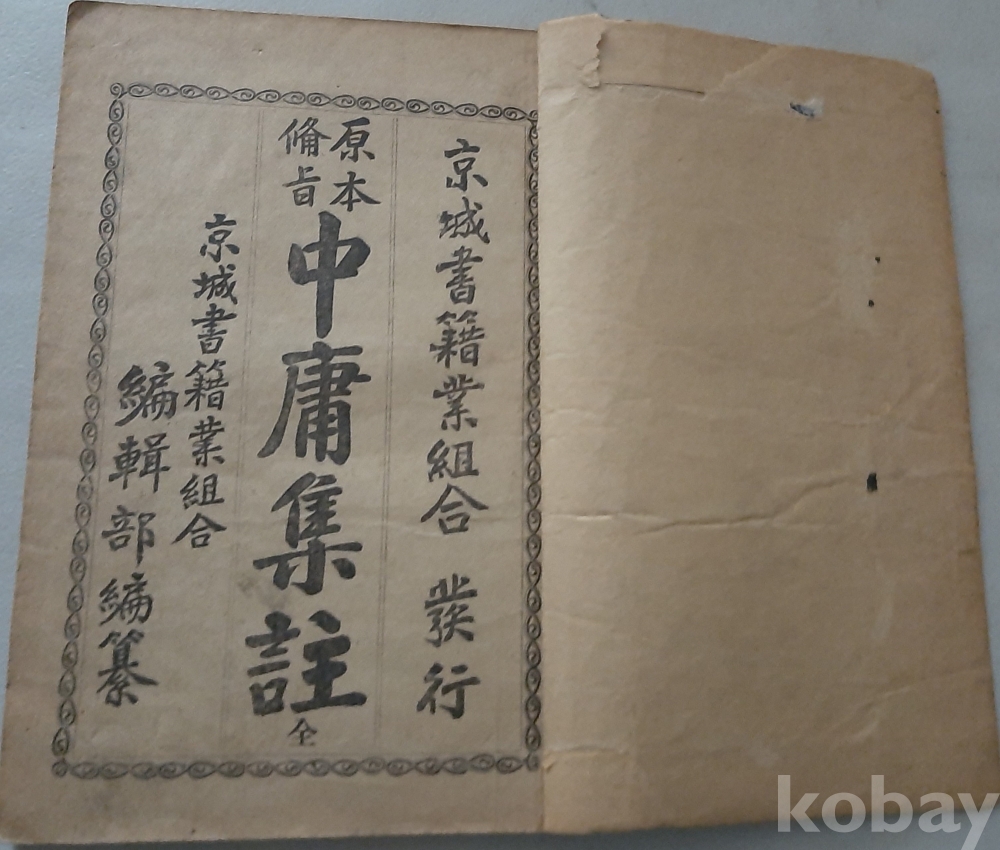 京城書籍業組合 發行
原本
備旨
中庸集註 全
京城書籍業組合
編輯部編纂
kobay